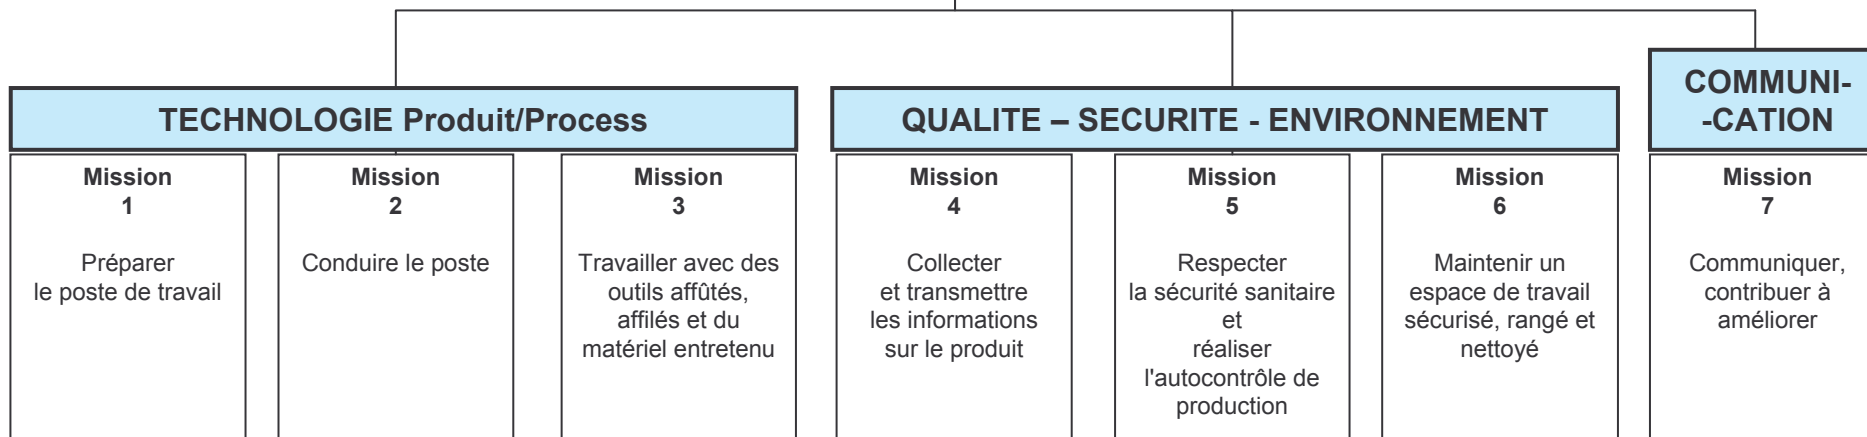 TECHNOLOGIE Produit/Process
Mission
1
Préparer
le poste de travail
Mission
2
Conduire le poste
Mission
3
Travailler avec des
outils affûtés,
affilés et du
matériel entretenu
QUALITE – SECURITE - ENVIRONNEMENT
Mission
4
Collecter
et transmettre
les informations
sur le produit
Mission
5
Respecter
la sécurité sanitaire
et
réaliser
l'autocontrôle de
production
Mission
6
Maintenir un
espace de travail
sécurisé, rangé et
nettoyé
COMMUNI-
-CATION
Mission
7
Communiquer,
contribuer à
améliorer